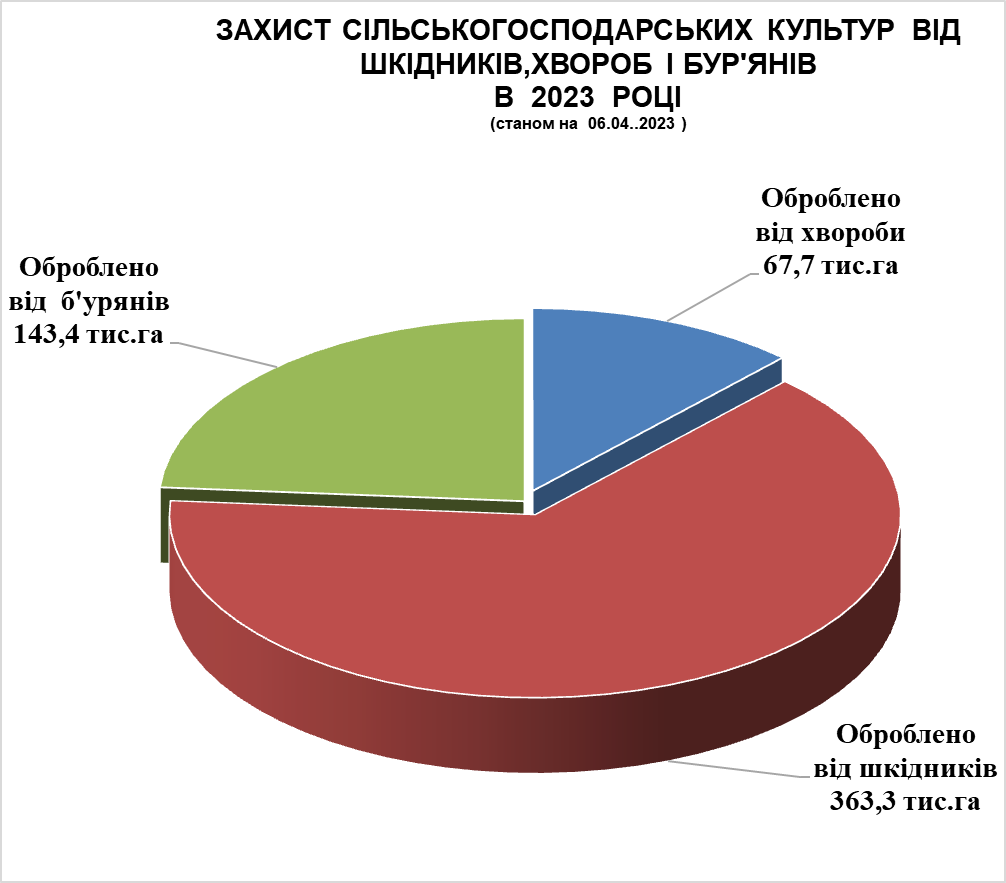 ЗАХИСТ СІЛЬСЬКОГОСПОДАРСЬКИХ КУЛЬТУР ВІД
ШКІДНИКІВ,ХВОРОБ І БУР'ЯНІВ
В 2023 РОЦІ
(станом на 06.04..2023 )
Оброблено
від хвороби
67,7 тис.га
Оброблено
від б'урянів
143,4 тис.га
Оброблено
від шкідників
363,3 тис.га